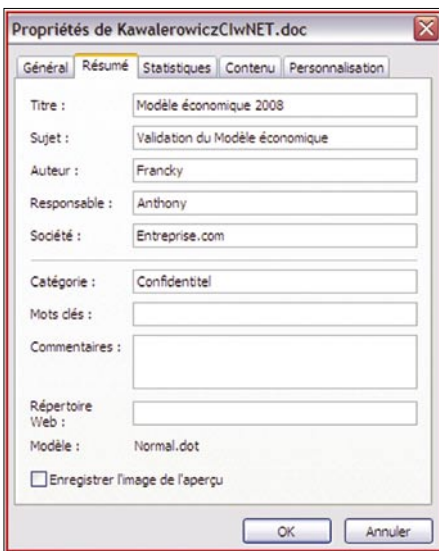 Propriétés de KawalerowiczCIwNET.doc
Général Résumé Statistiques Contenu Personnalisation
Titre : Modèle économique 2008
Sujet : Validation du Modèle économique
Auteur : Francky
Responsable : Anthony
Société : Entreprise.com
Catégorie : Confidentitel
Mots clés :
Commentaires :
Répertoire
Web :
Modèle : Normal.dot
Enregistrer l'image de l'aperçu
OK Annuler